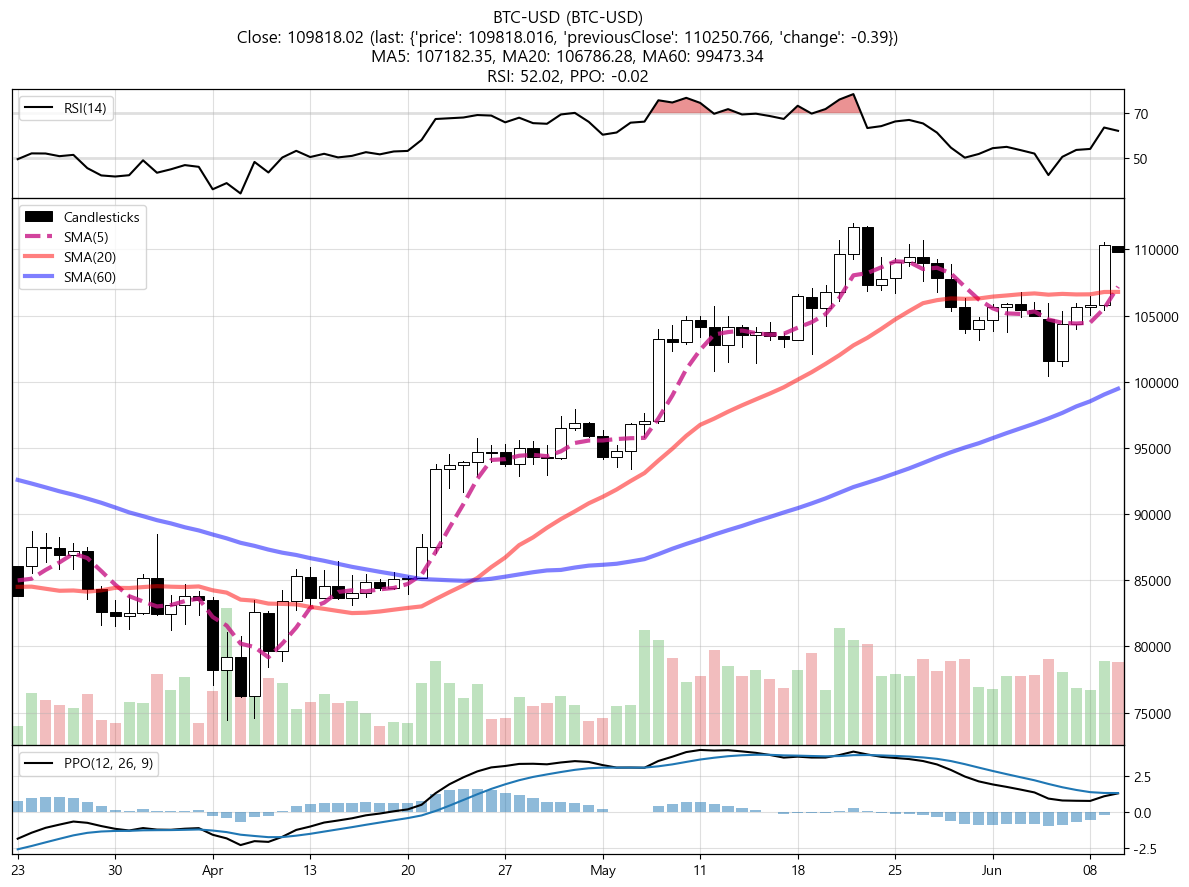 BTC-USD (BTC-USD)
Close: 109818.02 (last: {'price': 109818.016, 'previousClose': 110250.766, 'change': -0.39})
MA5: 107182.35, MA20: 106786.28, MA60: 99473.34
RSI: 52.02, PPO: -0.02
RSI(14)
70
50
Candlesticks
SMA(5)
SMA(20)
SMA(60)
110000
105000
100000
95000
90000
85000
80000
75000
PPO(12, 26, 9)
2.5
0.0
-2.5
23
30
Apr
13
20
27
May
11
18
25
Jun
08